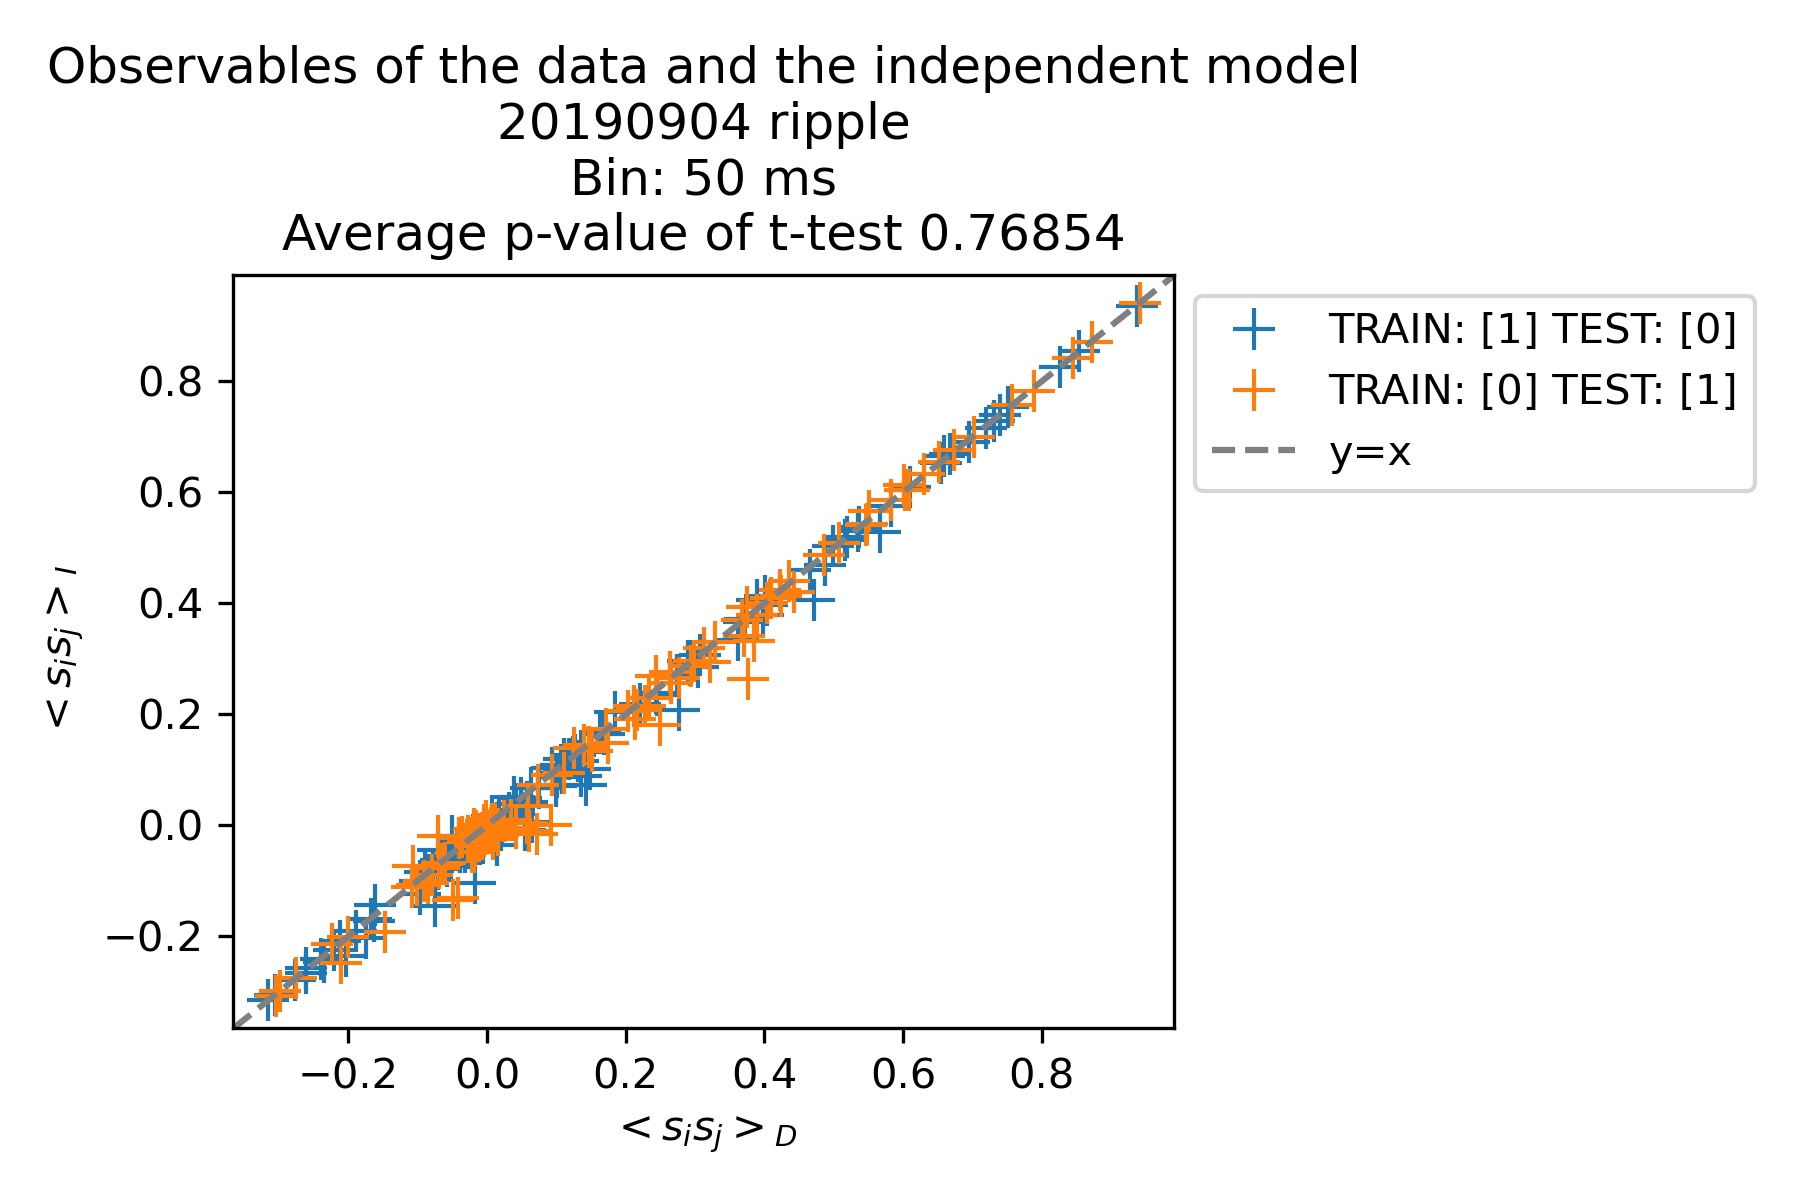 Observables of the data and the independent model
20190904 ripple
Bin: 50 ms
Average p-value of t-test 0.76854
TRAIN: [1] TEST: [0]
TRAIN: [0] TEST: [1]
y=x
< s_i s_j >_I
0.8
0.6
0.4
0.2
0.0
−0.2
−0.2 0.0 0.2 0.4 0.6 0.8
< s_i s_j >_D